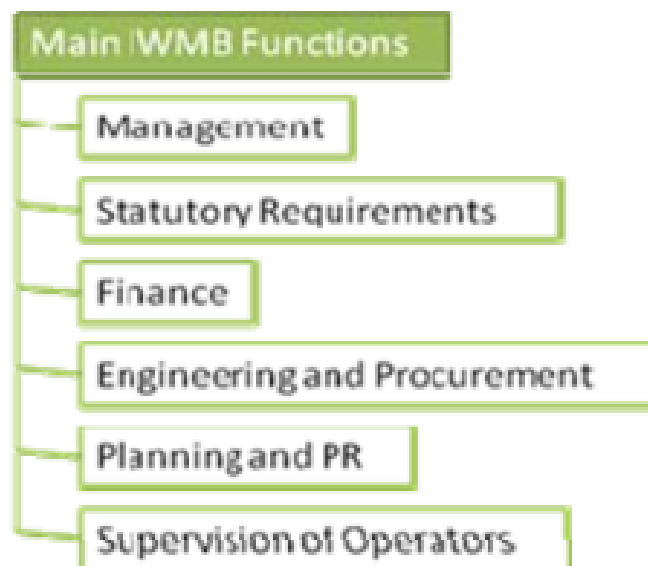 Main IWMB Functions
Management
Statutory Requirements
Finance
Engineering and Procurement
Planning and PR
Supervision of Operators